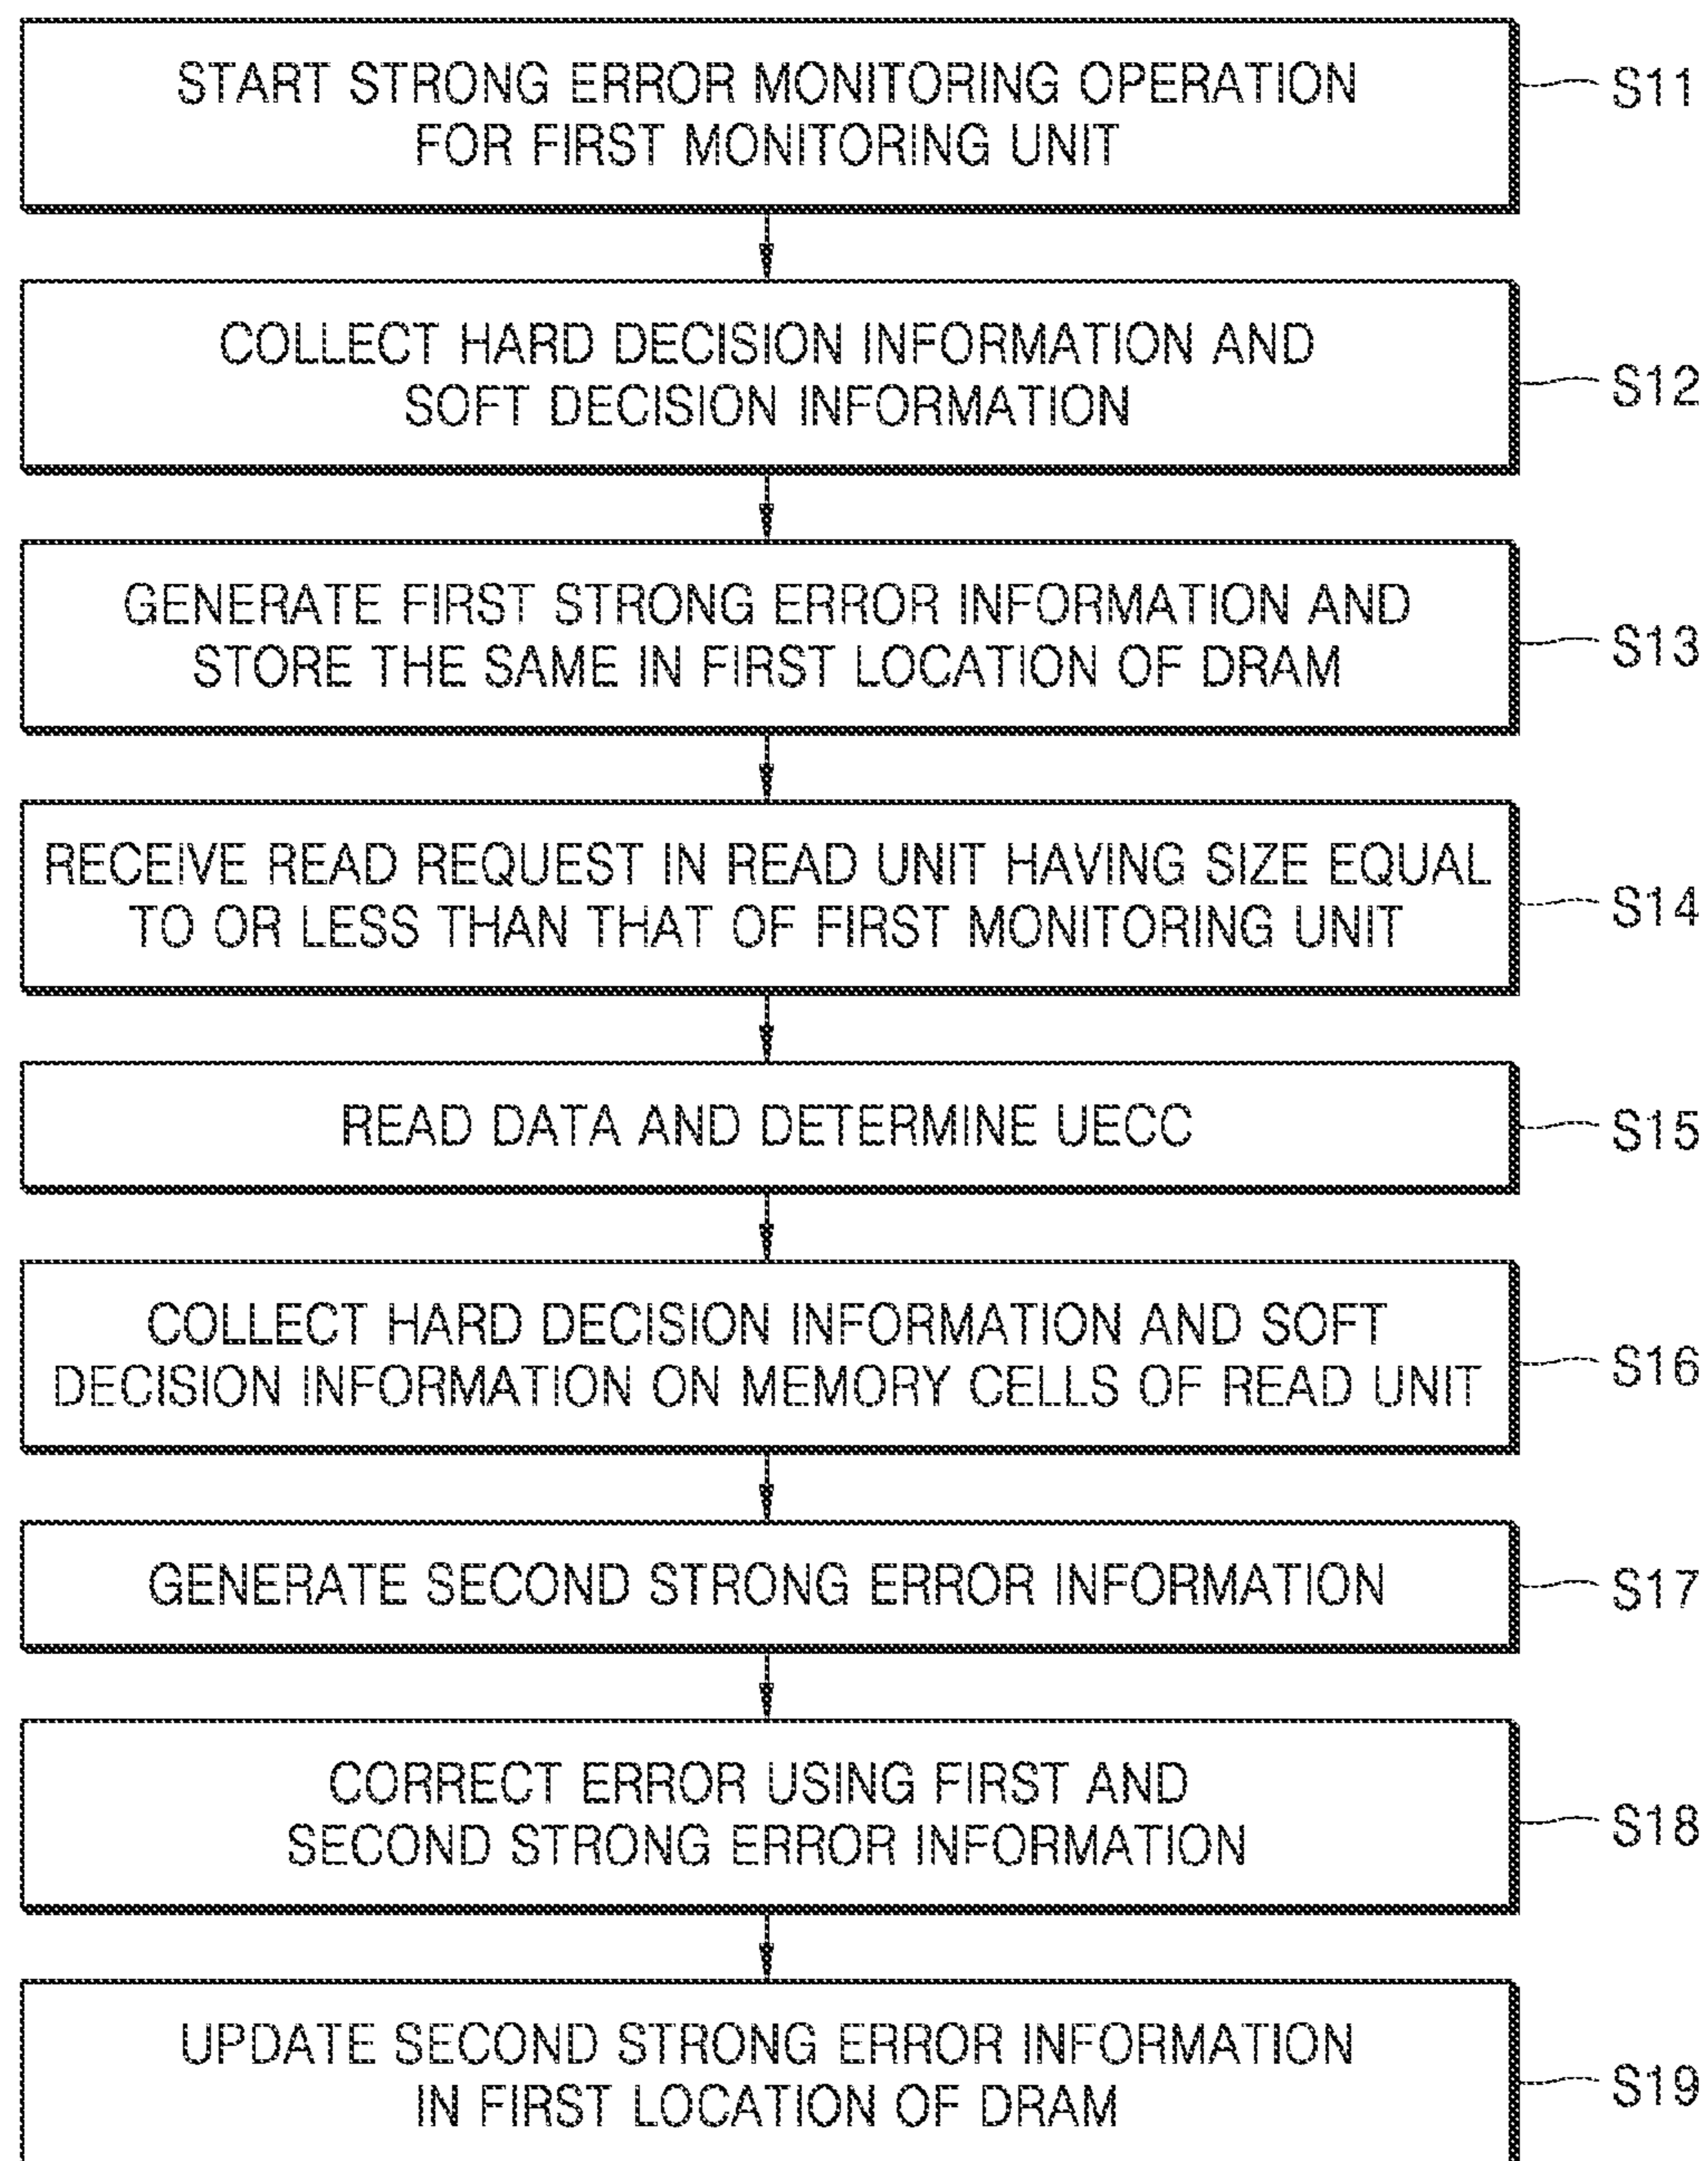 START STRONG ERROR MONITORING OPERATION
FOR FIRST MONITORING UNIT
S11
COLLECT HARD DECISION INFORMATION AND
SOFT DECISION INFORMATION
S12
GENERATE FIRST STRONG ERROR INFORMATION AND
STORE THE SAME IN FIRST LOCATION OF DRAM
S13
RECEIVE READ REQUEST IN READ UNIT HAVING SIZE EQUAL
TO OR LESS THAN THAT OF FIRST MONITORING UNIT
S14
READ DATA AND DETERMINE UECC
S15
COLLECT HARD DECISION INFORMATION AND SOFT
DECISION INFORMATION ON MEMORY CELLS OF READ UNIT
S16
GENERATE SECOND STRONG ERROR INFORMATION
S17
CORRECT ERROR USING FIRST AND
SECOND STRONG ERROR INFORMATION
S18
UPDATE SECOND STRONG ERROR INFORMATION
IN FIRST LOCATION OF DRAM
S19